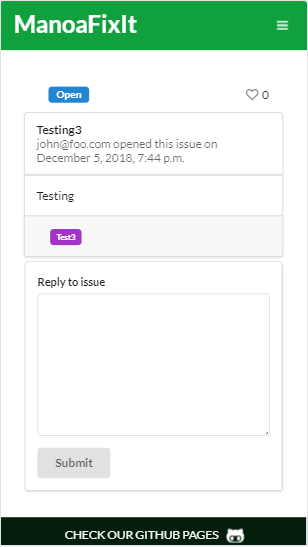 ManoaFixIt
Open 0
Testing3
john@foo.com opened this issue on
December 5, 2018, 7:44 p.m.
Testing
Test3
Reply to issue
Submit
CHECK OUR GITHUB PAGES